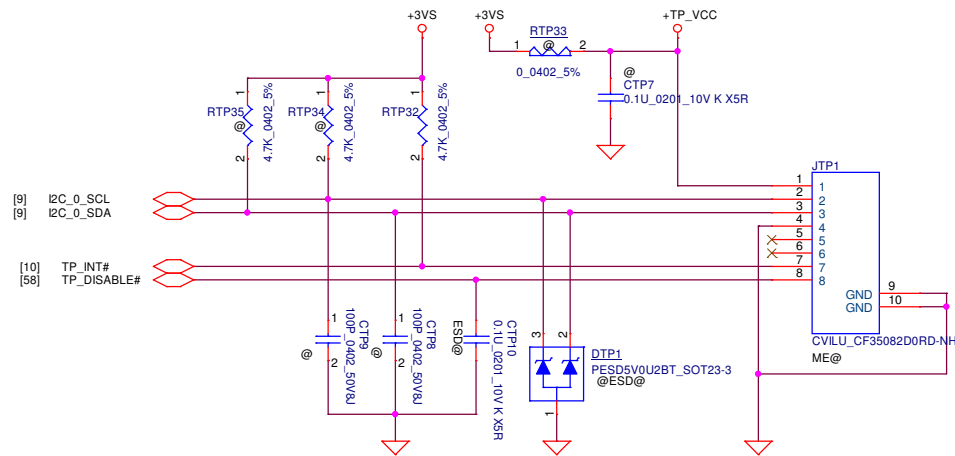 +3VS
+3VS
+TP_VCC
RTP33
1
@
2
0_0402_5%
@
CTP7
0.1U_0201_10V K X5R
1
1
1
RTP35
@
4.7K_0402_5%
RTP34
@
4.7K_0402_5%
RTP32
4.7K_0402_5%
2
2
2
JTP1
[9] I2C_0_SCL
[9] I2C_0_SDA
[10] TP_INT#
[58] TP_DISABLE#
1 1
2 2
3 3
4 4
5 5
6 6
7 7
8 8
GND 9
GND 10
CVILU_CF35082D0RD-NH
ME@
1
2
@
CTP9
100P_0402_50V8J
1
2
@
CTP8
100P_0402_50V8J
ESD@
CTP10
0.1U_0201_10V K X5R
3
2
1
DTP1
PESD5V0U2BT_SOT23-3
@ESD@